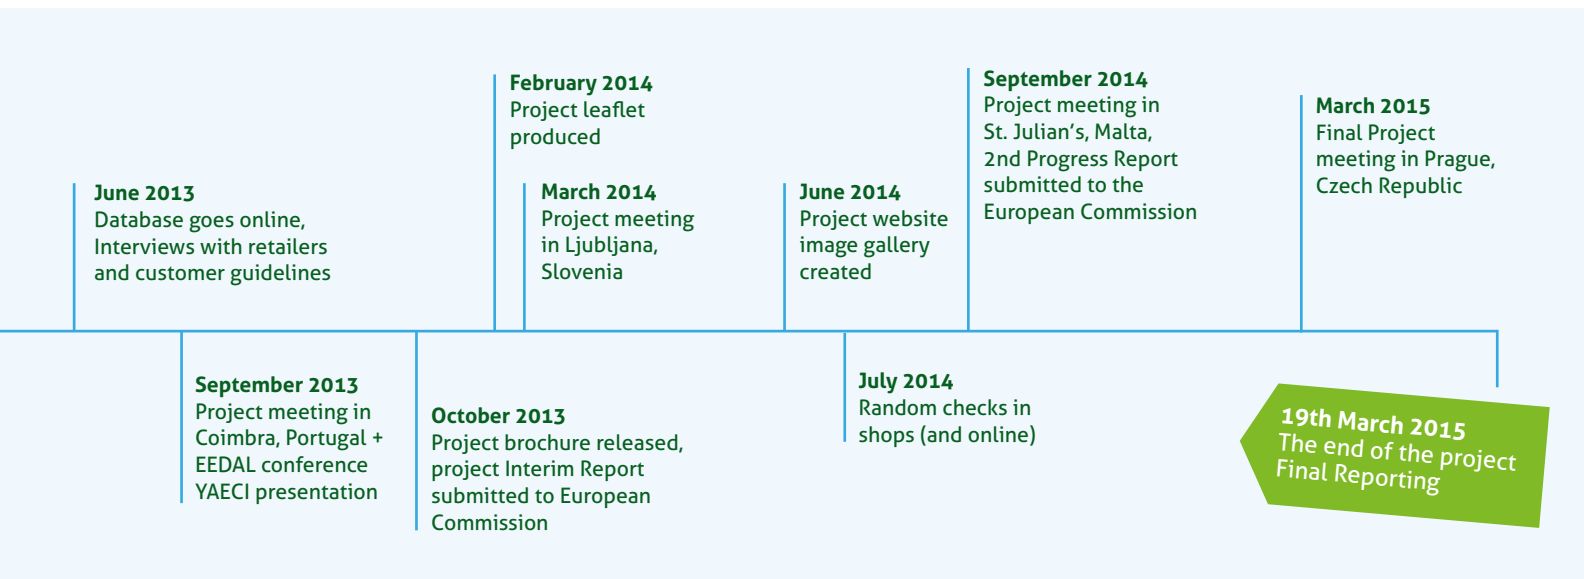 June 2013
Database goes online,
Interviews with retailers
and customer guidelines
September 2013
Project meeting in
Coimbra, Portugal +
EEDAL conference
YAECI presentation
October 2013
Project brochure released,
project Interim Report
submitted to European
Commission
February 2014
Project leaflet
produced
March 2014
Project meeting
in Ljubljana,
Slovenia
June 2014
Project website
image gallery
created
July 2014
Random checks in
shops (and online)
September 2014
Project meeting in
St. Julian’s, Malta,
2nd Progress Report
submitted to the
European Commission
March 2015
Final Project
meeting in Prague,
Czech Republic
19th March 2015
The end of the project
Final Reporting